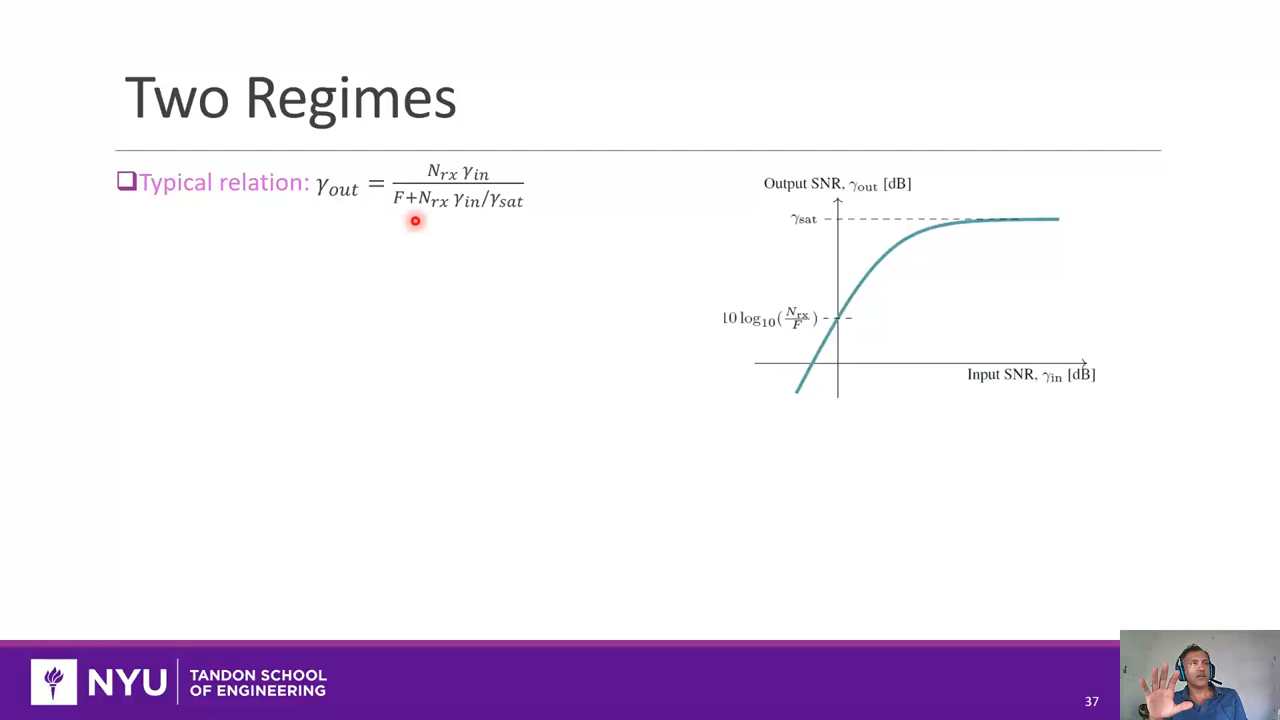 Two Regimes
❑Typical relation: γ_out = N_rx γ_in / (F+N_rx γ_in/γ_sat)
Output SNR, γ_out [dB]
γ_sat
10 log_10(N_rx/F)
Input SNR, γ_in [dB]
NYU
TANDON SCHOOL
OF ENGINEERING
37